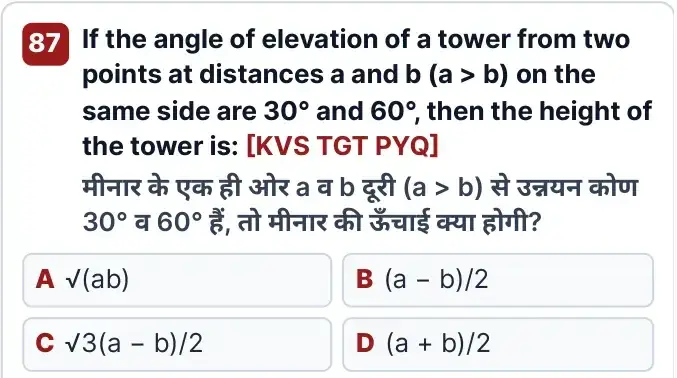 87 If the angle of elevation of a tower from two
points at distances a and b (a > b) on the
same side are 30° and 60°, then the height of
the tower is: [KVS TGT PYQ]
मीनार के एक ही ओर a व b दूरी (a > b) से उन्नयन कोण
30° व 60° हैं, तो मीनार की ऊँचाई क्या होगी?
A √(ab)
B (a − b)/2
C √3(a − b)/2
D (a + b)/2